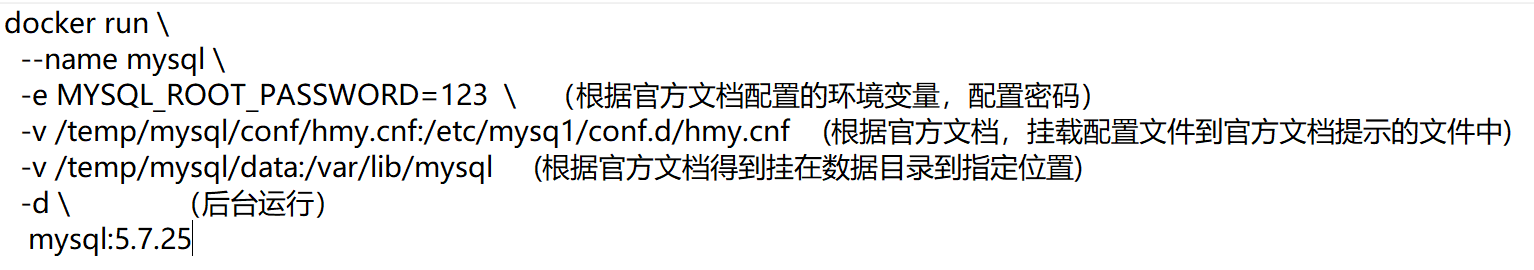 docker run \
--name mysql \
-e MYSQL_ROOT_PASSWORD=123 \ （根据官方文档配置的环境变量，配置密码）
-v /temp/mysql/conf/hmy.cnf:/etc/mysq1/conf.d/hmy.cnf (根据官方文档，挂载配置文件到官方文档提示的文件中)
-v /temp/mysql/data:/var/lib/mysql (根据官方文档得到挂在数据目录到指定位置)
-d \ （后台运行）
mysql:5.7.25